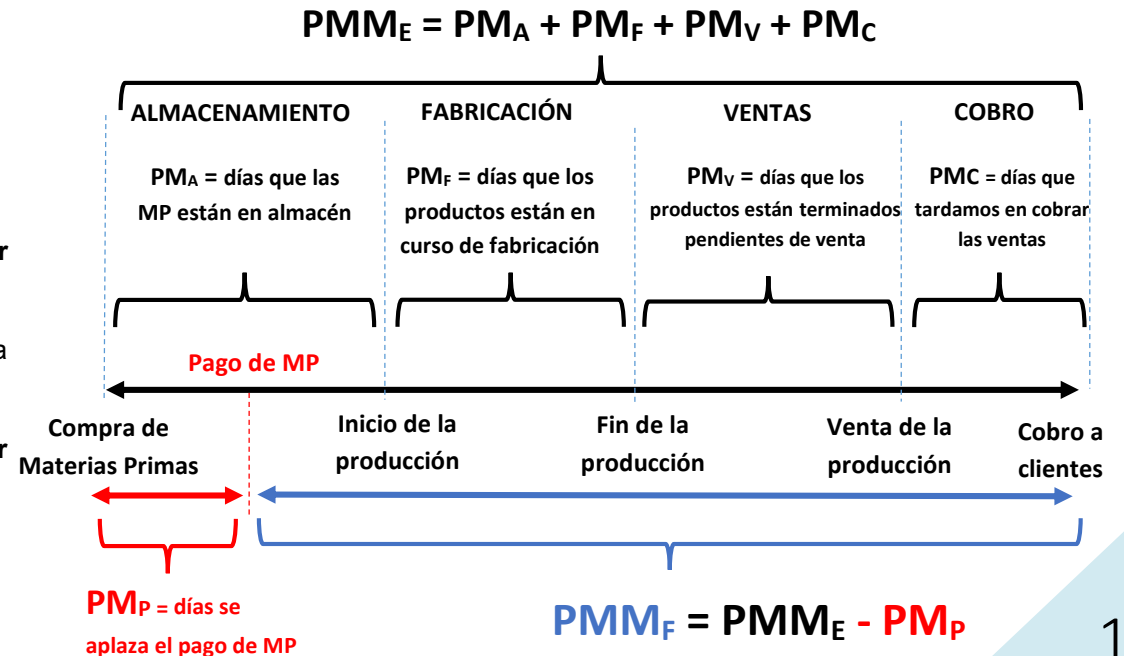 PMME = PMA + PMF + PMV + PMC
ALMACENAMIENTO
PMA = días que las
MP están en almacén
FABRICACIÓN
PMF = días que los
productos están en
curso de fabricación
VENTAS
PMV = días que los
productos están terminados
pendientes de venta
COBRO
PMC = días que
tardamos en cobrar
las ventas
r
a
r
Pago de MP
Compra de
Materias Primas
Inicio de la
producción
Fin de la
producción
Venta de la
producción
Cobro a
clientes
PMP = días se
aplaza el pago de MP
PMMF = PMME - PMP
1